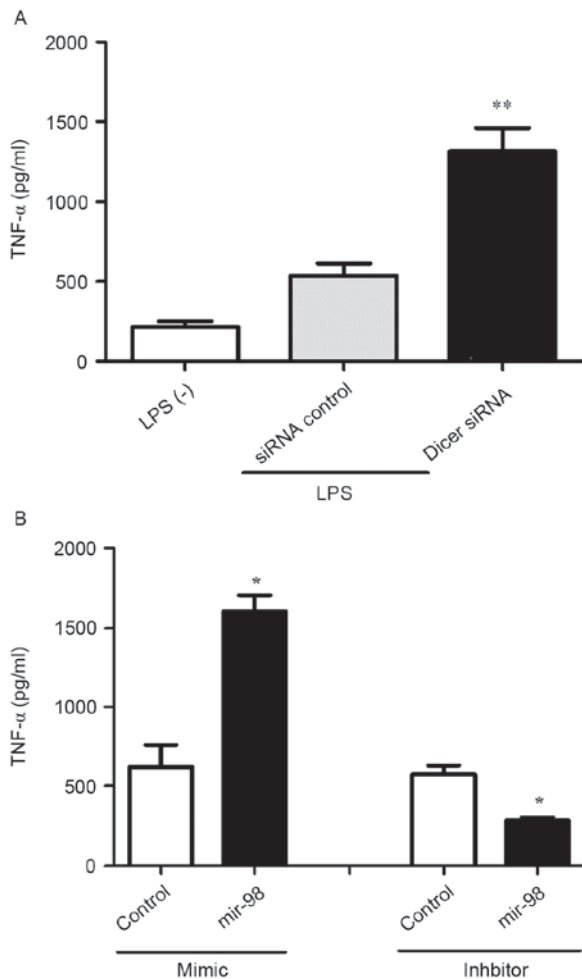 A
2000
1500
1000
500
0
TNF-α (pg/ml)
**
LPS (-)
siRNA control
Dicer siRNA
LPS
B
2000
1500
1000
500
0
TNF-α (pg/ml)
*
*
Control
mir-98
Control
mir-98
Mimic
Inhbitor